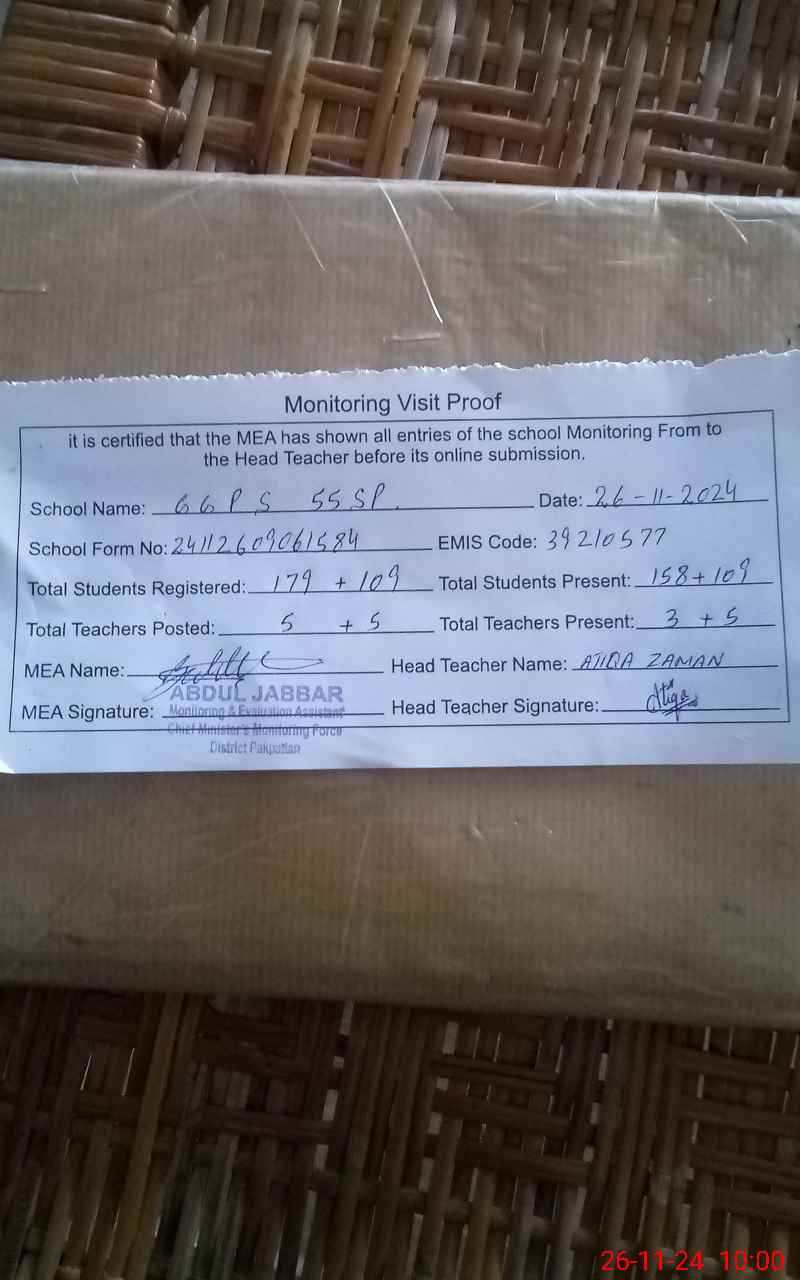 Monitoring Visit Proof
it is certified that the MEA has shown all entries of the school Monitoring From to
the Head Teacher before its online submission.
School Name: GGPS 55 SP. Date: 26-11-2024
School Form No: 24112609061584 EMIS Code: 39210577
Total Students Registered: 179 + 109 Total Students Present: 158+109
Total Teachers Posted: 5 + 5 Total Teachers Present: 3 + 5
MEA Name: Head Teacher Name: ATIQA ZAMAN
ABDUL JABBAR
MEA Signature: Monitoring & Evaluation Assistant Head Teacher Signature: Atiqa
Chief Minister's Monitoring Force
District Pakpattan
26-11-24 10:00